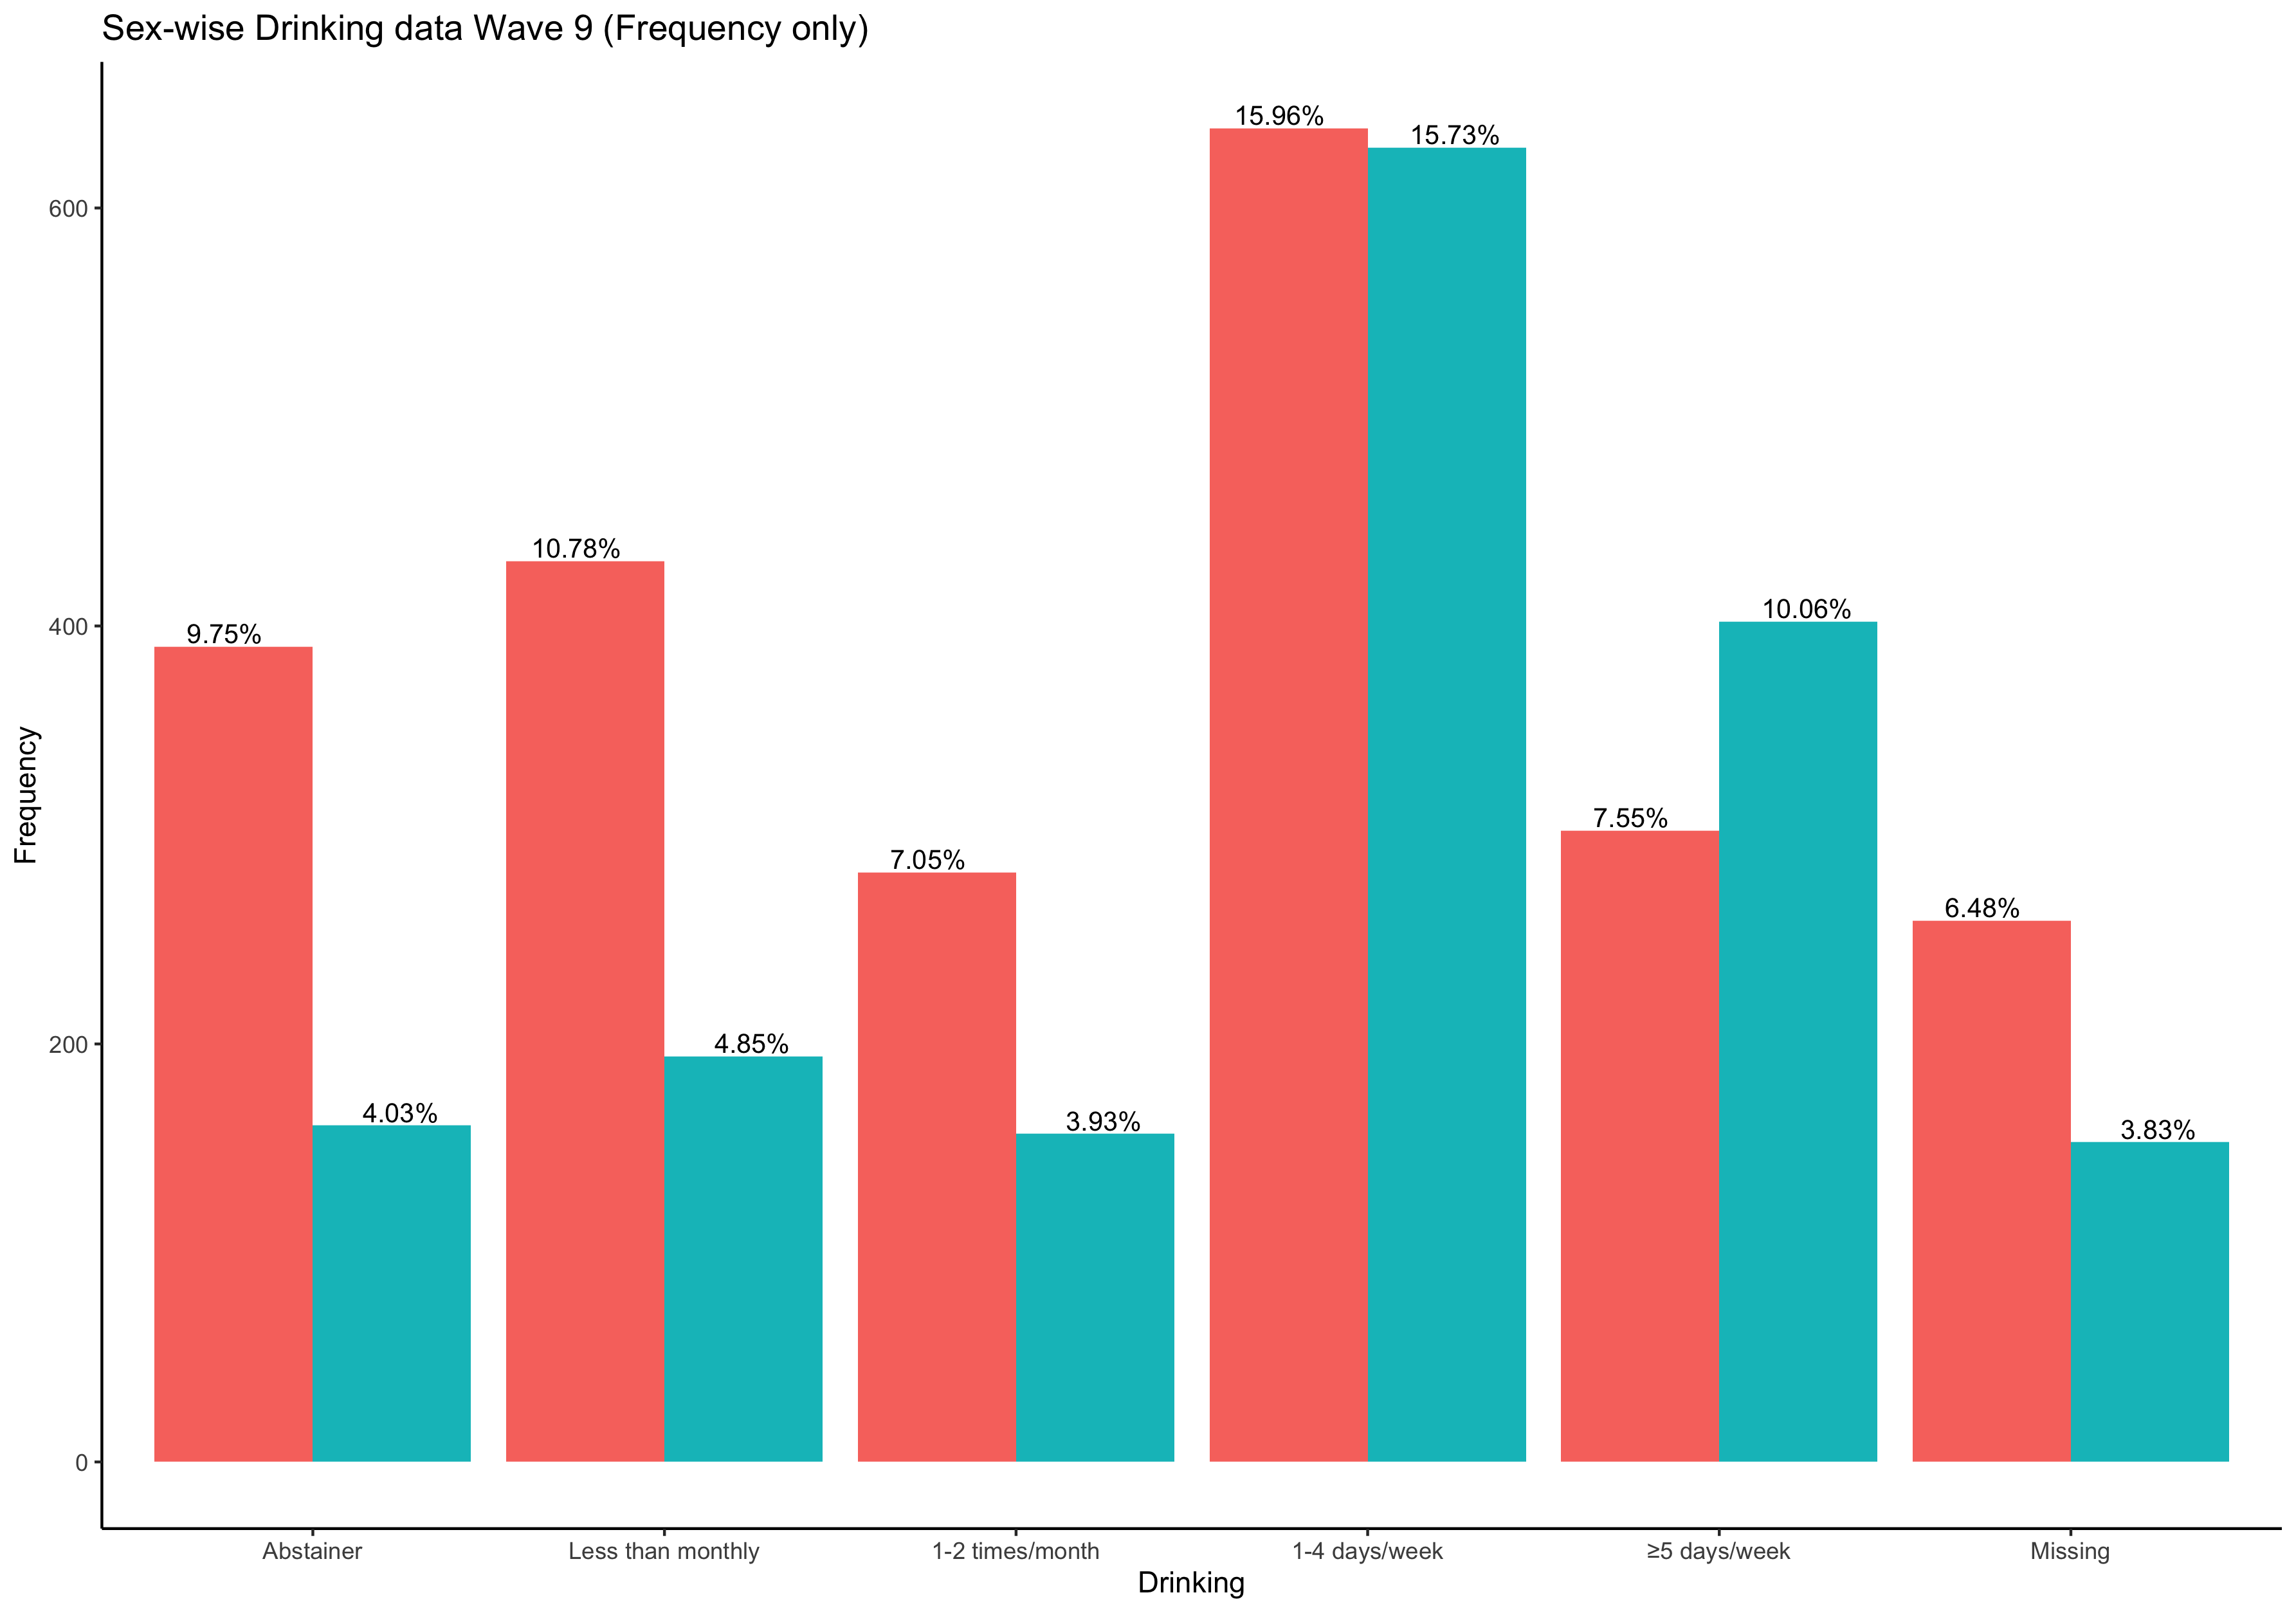 Sex-wise Drinking data Wave 9 (Frequency only)
Frequency
600
400
200
0
9.75%
4.03%
10.78%
4.85%
7.05%
3.93%
15.96%
15.73%
7.55%
10.06%
6.48%
3.83%
Abstainer
Less than monthly
1-2 times/month
1-4 days/week
≥5 days/week
Missing
Drinking